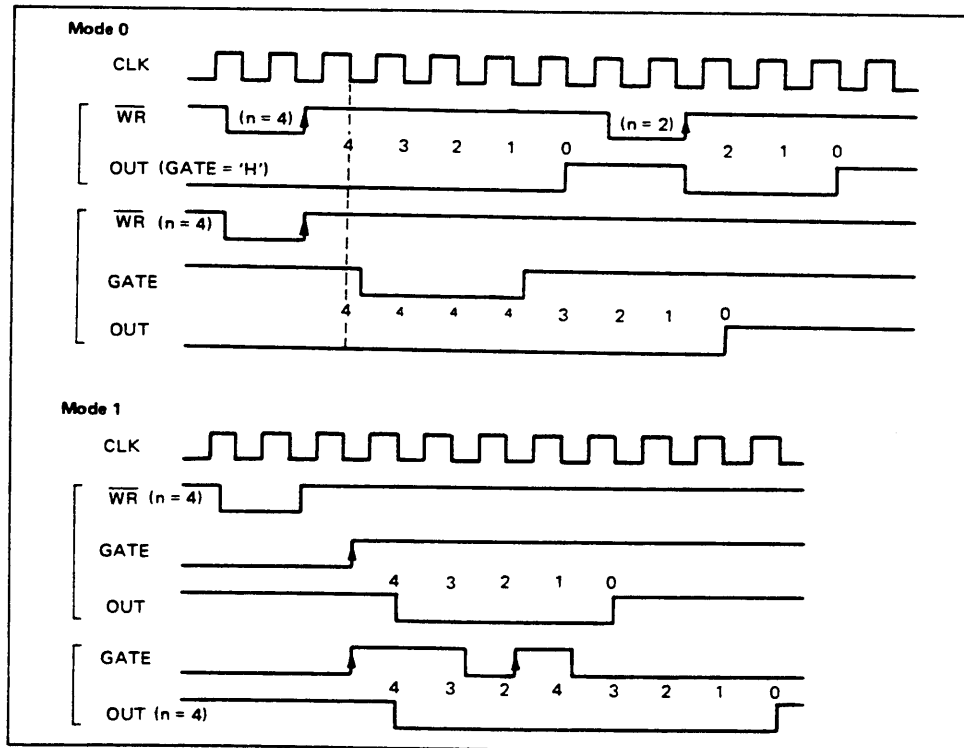 Mode 0
CLK
WR (n = 4) (n = 2)
4 3 2 1 0 2 1 0
OUT (GATE = 'H')
WR (n = 4)
GATE
4 4 4 4 3 2 1 0
OUT
Mode 1
CLK
WR (n = 4)
GATE
4 3 2 1 0
OUT
GATE
4 3 2 4 3 2 1 0
OUT (n = 4)